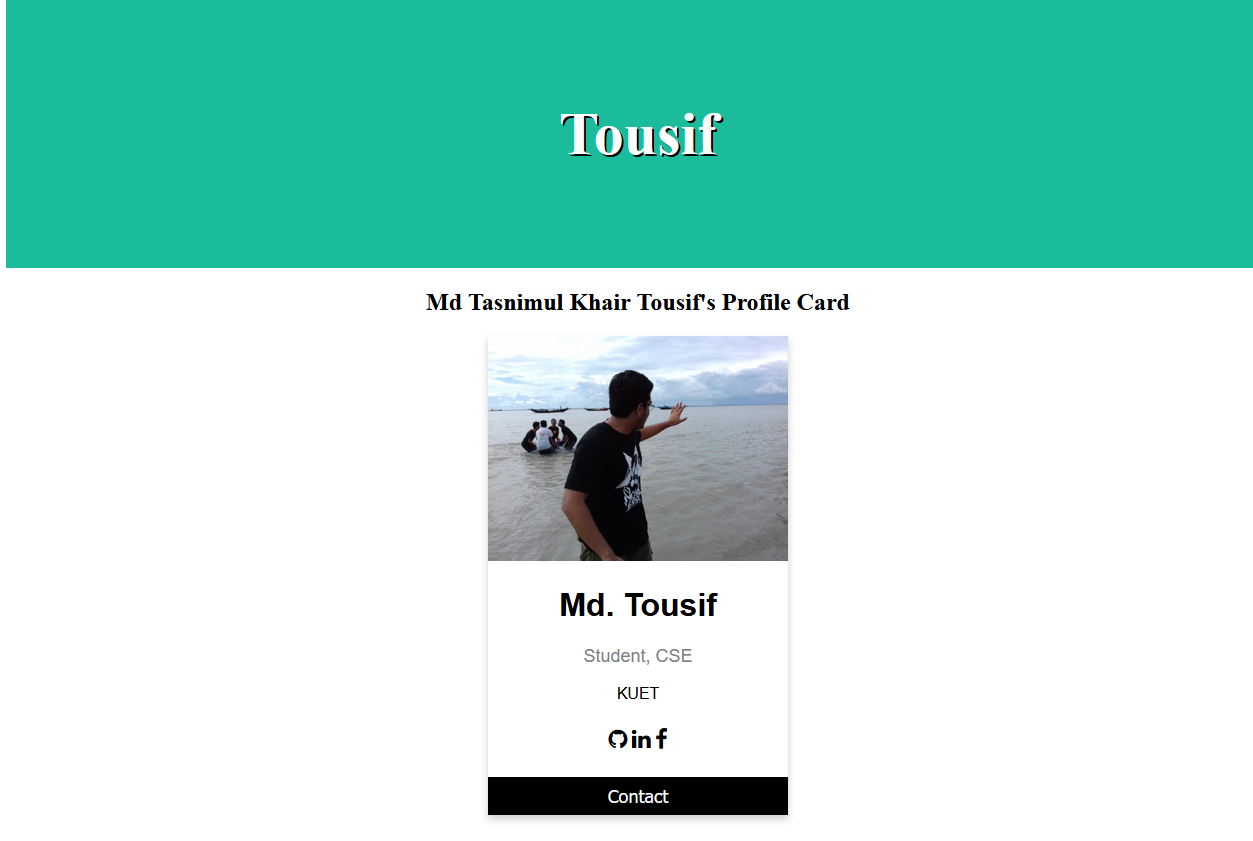 Tousif
Md Tasnimul Khair Tousif's Profile Card
Md. Tousif
Student, CSE
KUET
Contact